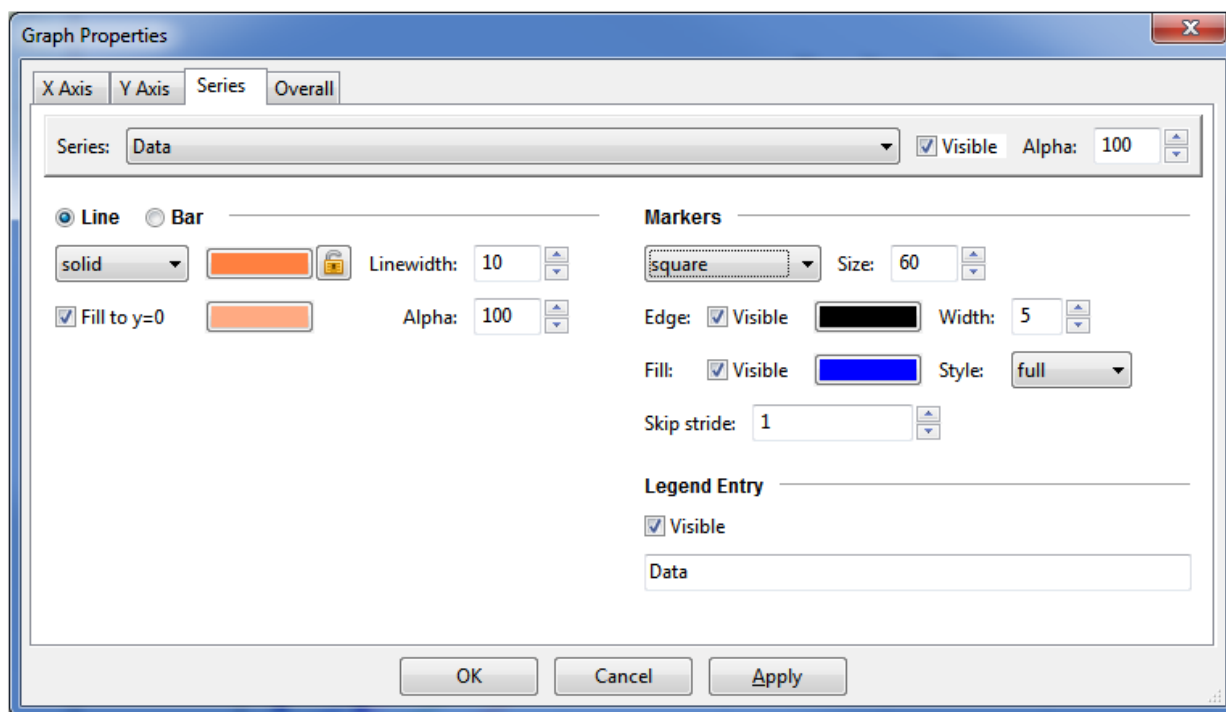 Graph Properties
X Axis Y Axis Series Overall
Series: Data Visible Alpha: 100
Line Bar
solid Linewidth: 10
Fill to y=0 Alpha: 100
Markers
square Size: 60
Edge: Visible Width: 5
Fill: Visible Style: full
Skip stride: 1
Legend Entry
Visible
Data
OK Cancel Apply